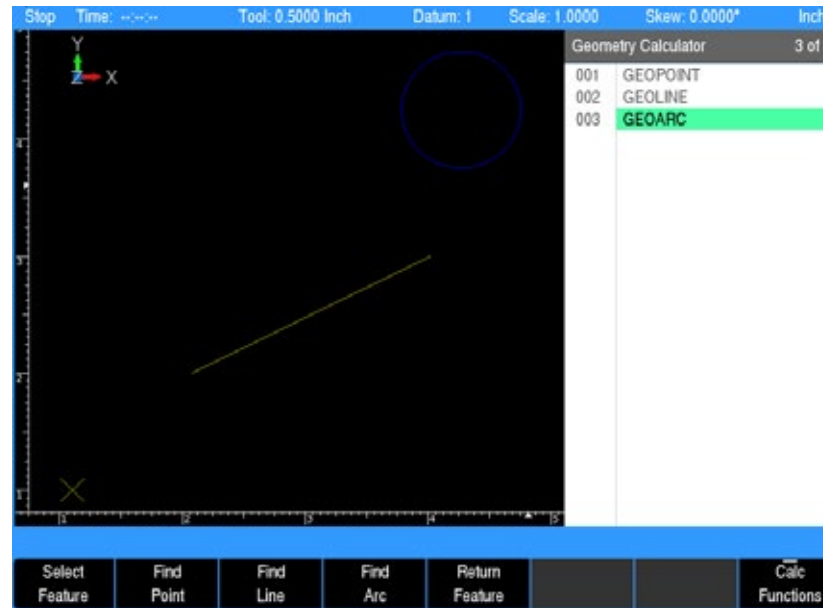 Stop Time: --:--:-- Tool: 0.5000 Inch Datum: 1 Scale: 1.0000 Skew: 0.0000° Inch
Geometry Calculator 3 of
001 GEOPOINT
002 GEOLINE
003 GEOARC
Y
Z X
4
3
2
1
1 2 3 4 5
Select Feature
Find Point
Find Line
Find Arc
Return Feature
Calc Functions